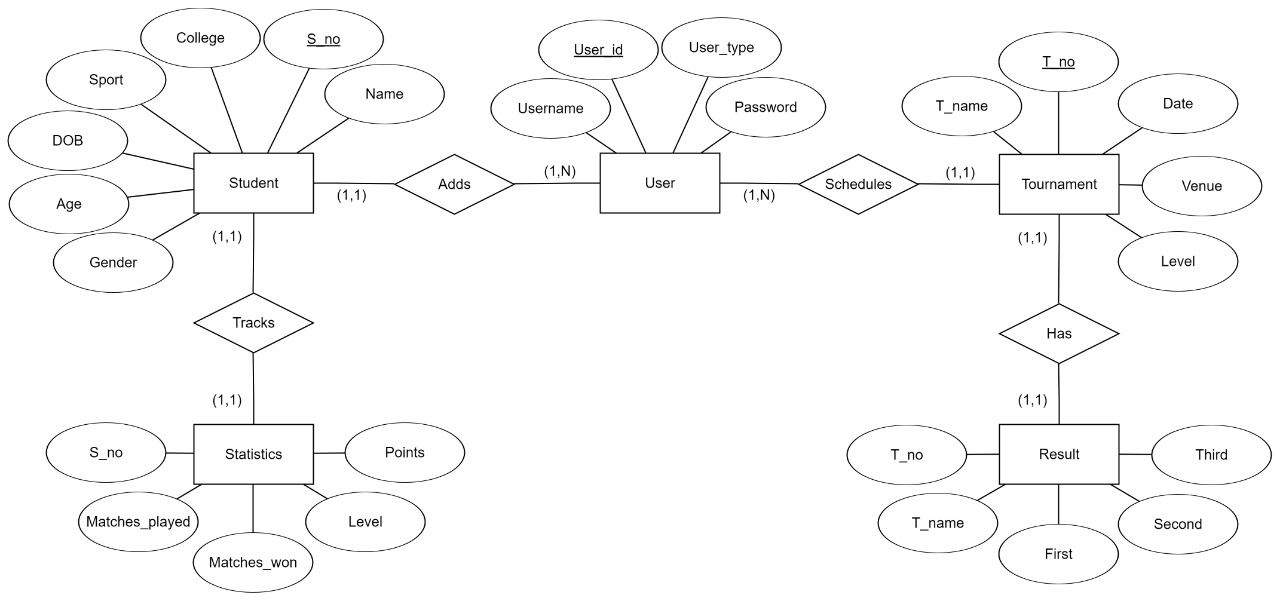 College
S_no
Sport
Name
DOB
Age
Gender
Student
(1,1)
Adds
(1,N)
User_id
User_type
Username
Password
User
(1,N)
Schedules
(1,1)
T_no
T_name
Date
Tournament
Venue
Level
(1,1)
Tracks
(1,1)
S_no
Statistics
Points
Matches_played
Level
Matches_won
(1,1)
Has
(1,1)
T_no
Result
Third
T_name
Second
First